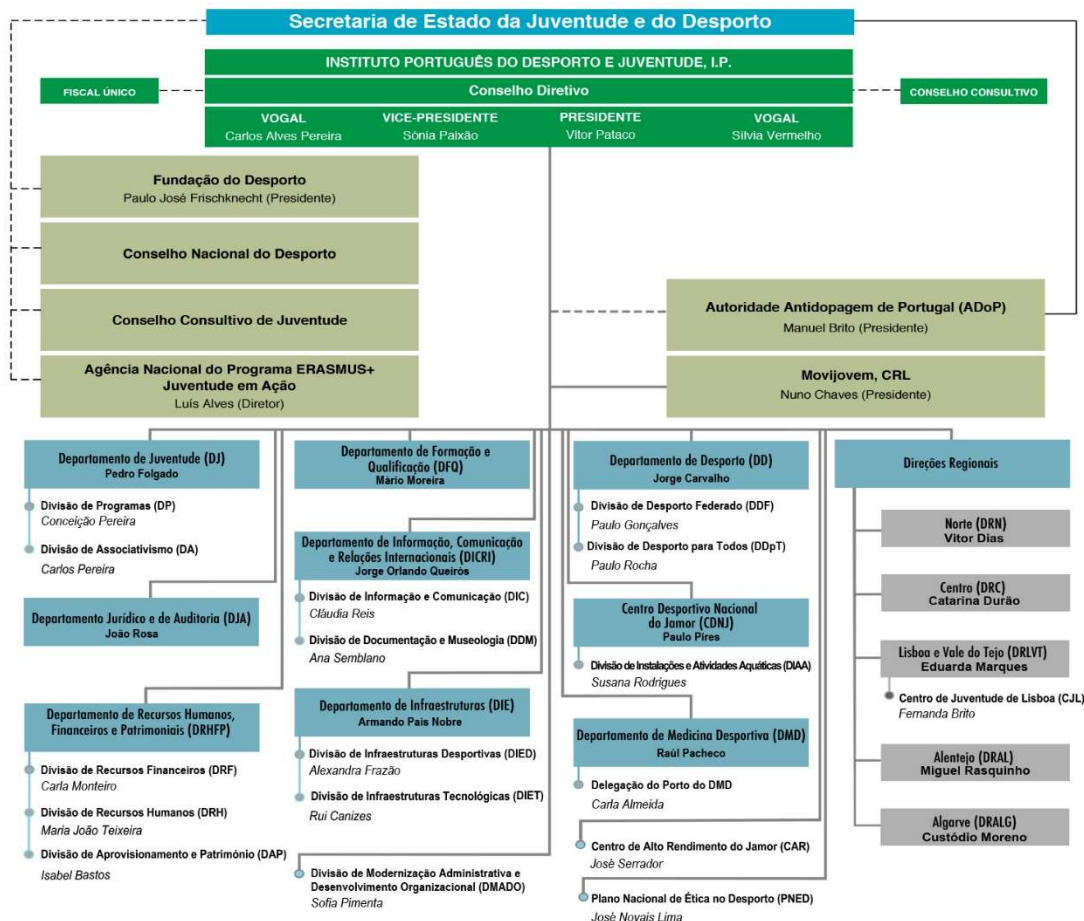 Secretaria de Estado da Juventude e do Desporto
INSTITUTO PORTUGUÊS DO DESPORTO E JUVENTUDE, I.P.
FISCAL ÚNICO
Conselho Diretivo
CONSELHO CONSULTIVO
VOGAL
Carlos Alves Pereira
VICE-PRESIDENTE
Sónia Paixão
PRESIDENTE
Vitor Pataco
VOGAL
Sílvia Vermelho
Fundação do Desporto
Paulo José Frischknecht (Presidente)
Conselho Nacional do Desporto
Conselho Consultivo de Juventude
Agência Nacional do Programa ERASMUS+
Juventude em Ação
Luís Alves (Diretor)
Autoridade Antidopagem de Portugal (ADoP)
Manuel Brito (Presidente)
Movijovem, CRL
Nuno Chaves (Presidente)
Departamento de Juventude (DJ)
Pedro Folgado
Divisão de Programas (DP)
Conceição Pereira
Divisão de Associativismo (DA)
Carlos Pereira
Departamento Jurídico e de Auditoria (DJA)
João Rosa
Departamento de Recursos Humanos,
Financeiros e Patrimoniais (DRHFP)
Divisão de Recursos Financeiros (DRF)
Carla Monteiro
Divisão de Recursos Humanos (DRH)
Maria João Teixeira
Divisão de Aprovisionamento e Património (DAP)
Isabel Bastos
Departamento de Formação e
Qualificação (DFQ)
Mário Moreira
Departamento de Informação, Comunicação
e Relações Internacionais (DICRI)
Jorge Orlando Queirós
Divisão de Informação e Comunicação (DIC)
Cláudia Reis
Divisão de Documentação e Museologia (DDM)
Ana Semblano
Departamento de Infraestruturas (DIE)
Armando Pais Nobre
Divisão de Infraestruturas Desportivas (DIED)
Alexandra Frazão
Divisão de Infraestruturas Tecnológicas (DIET)
Rui Canizes
Divisão de Modernização Administrativa e
Desenvolvimento Organizacional (DMADO)
Sofia Pimenta
Departamento de Desporto (DD)
Jorge Carvalho
Divisão de Desporto Federado (DDF)
Paulo Gonçalves
Divisão de Desporto para Todos (DDpT)
Paulo Rocha
Centro Desportivo Nacional
do Jamor (CDNJ)
Paulo Pires
Divisão de Instalações e Atividades Aquáticas (DIAA)
Susana Rodrigues
Departamento de Medicina Desportiva (DMD)
Raúl Pacheco
Delegação do Porto do DMD
Carla Almeida
Centro de Alto Rendimento do Jamor (CAR)
José Serrador
Plano Nacional de Ética no Desporto (PNED)
José Novais Lima
Direções Regionais
Norte (DRN)
Vitor Dias
Centro (DRC)
Catarina Durão
Lisboa e Vale do Tejo (DRLVT)
Eduarda Marques
Centro de Juventude de Lisboa (CJL)
Fernanda Brito
Alentejo (DRAL)
Miguel Rasquinho
Algarve (DRALG)
Custódio Moreno